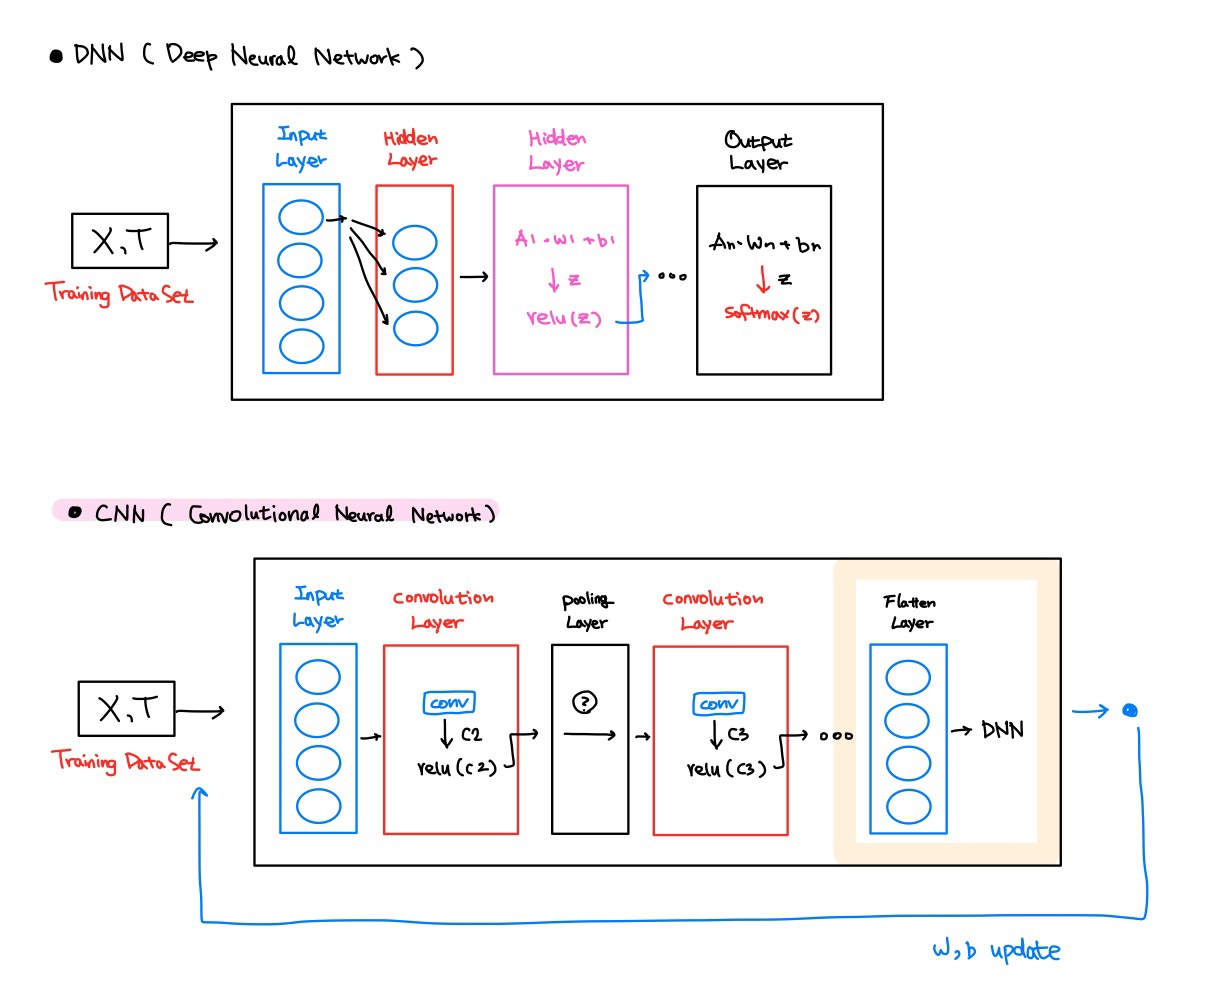 • DNN ( Deep Neural Network )
Input Layer
Hidden Layer
Hidden Layer
Output Layer
X,T
Training Data Set
A1 · W1 + b1
z
relu(z)
...
An · Wn + bn
z
Softmax(z)
• CNN ( Convolutional Neural Network )
Input Layer
Convolution Layer
Pooling Layer
Convolution Layer
Flatten Layer
X,T
Training Data Set
conv
C2
relu(C2)
?
conv
C3
relu(C3)
...
DNN
W,b update